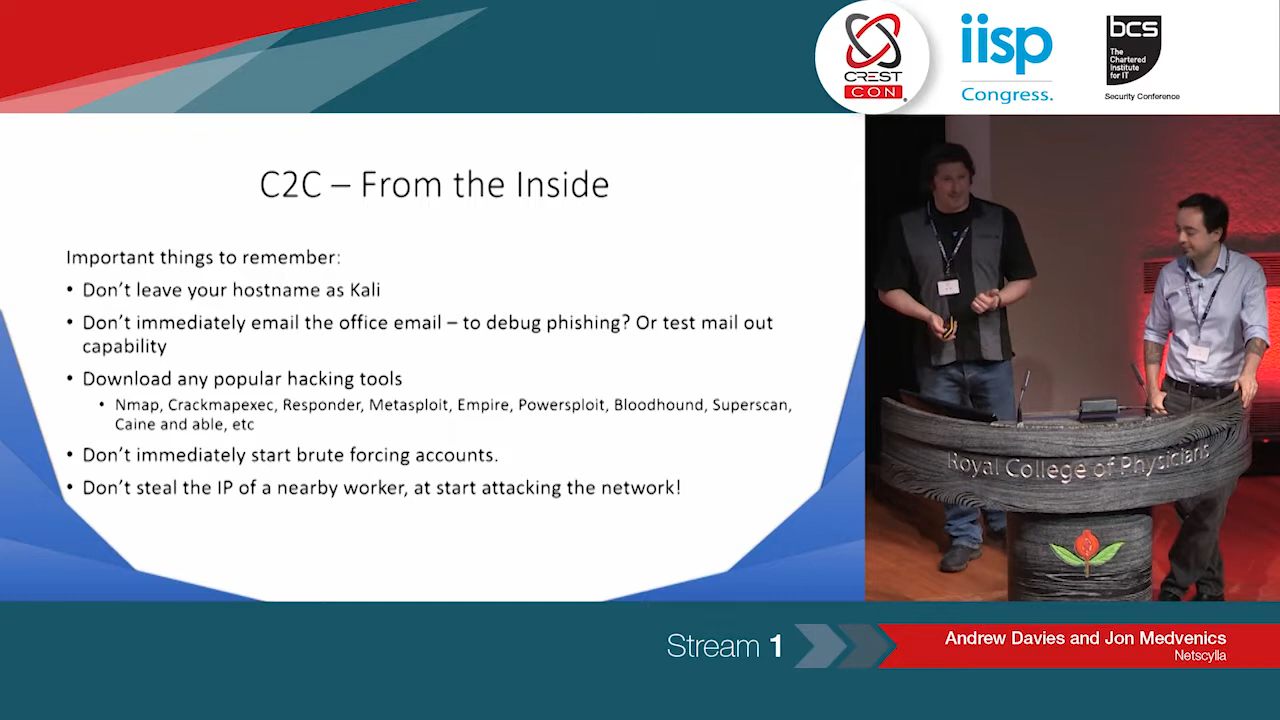 CREST
CON
iisp
Congress.
bcs
The
Chartered
Institute
for IT
Security Conference
C2C – From the Inside
Important things to remember:
• Don't leave your hostname as Kali
• Don't immediately email the office email – to debug phishing? Or test mail out
capability
• Download any popular hacking tools
• Nmap, Crackmapexec, Responder, Metasploit, Empire, Powersploit, Bloodhound, Superscan,
Caine and able, etc
• Don't immediately start brute forcing accounts.
• Don't steal the IP of a nearby worker, at start attacking the network!
Royal College of Physicians
Stream 1
Andrew Davies and Jon Medvenics
Netscylla